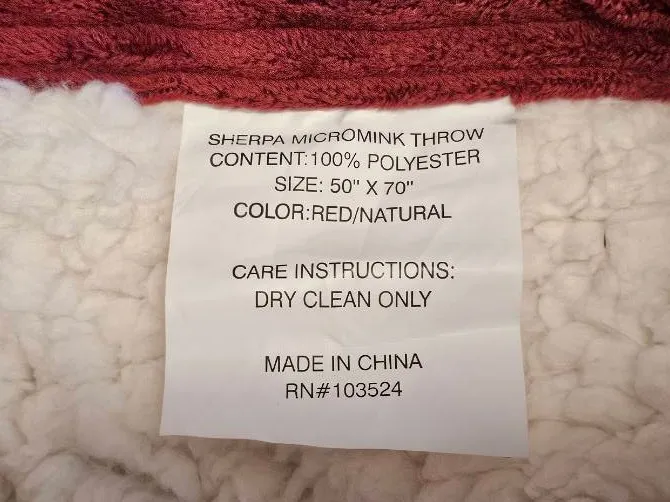 SHERPA MICROMINK THROW
CONTENT:100% POLYESTER
SIZE: 50" X 70"
COLOR:RED/NATURAL
CARE INSTRUCTIONS:
DRY CLEAN ONLY
MADE IN CHINA
RN#103524